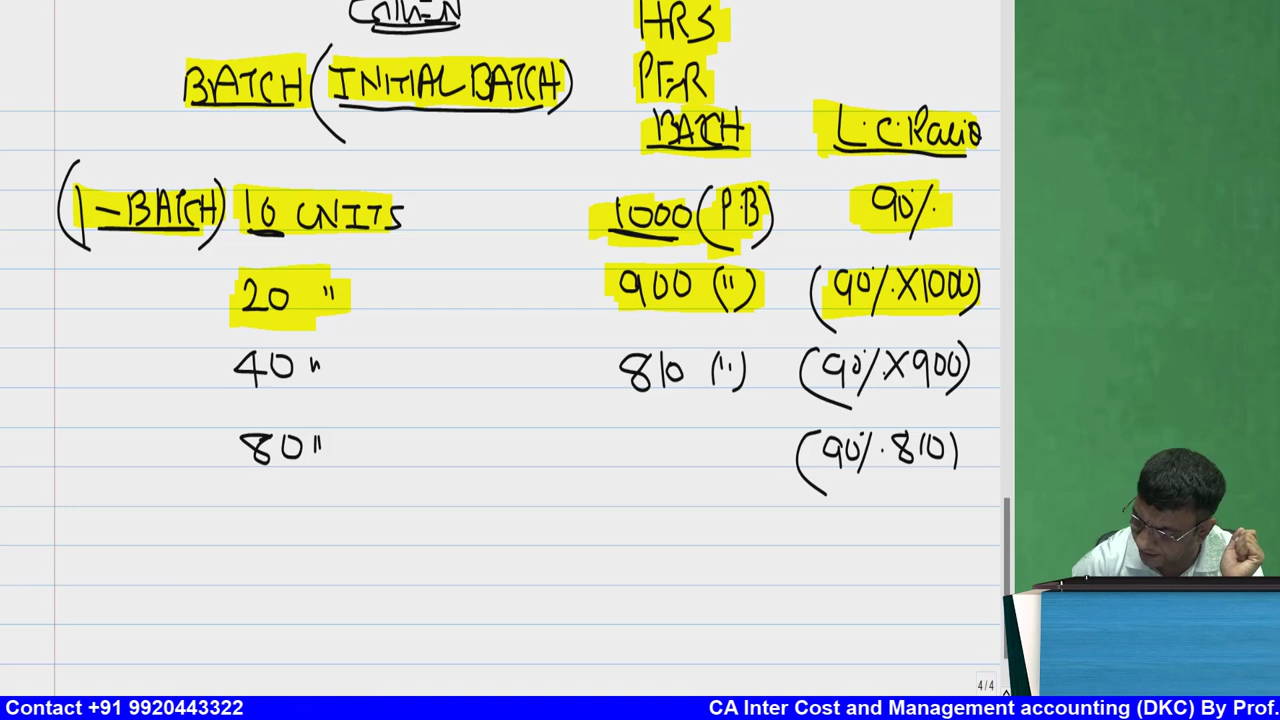 HRS
BATCH (INITIAL BATCH) PER
BATCH L.C.Ratio
(1-BATCH) 10 UNITS 1000 (P.B) 90%
20 " 900 (") (90% X 1000)
40 " 810 (") (90% X 900)
80 " (90% . 810)
4/4
Contact +91 9920443322 CA Inter Cost and Management accounting (DKC) By Prof.